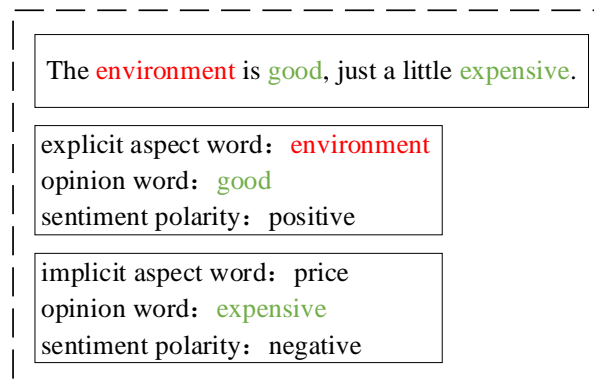 The environment is good, just a little expensive.
explicit aspect word：environment
opinion word：good
sentiment polarity：positive
implicit aspect word：price
opinion word：expensive
sentiment polarity：negative